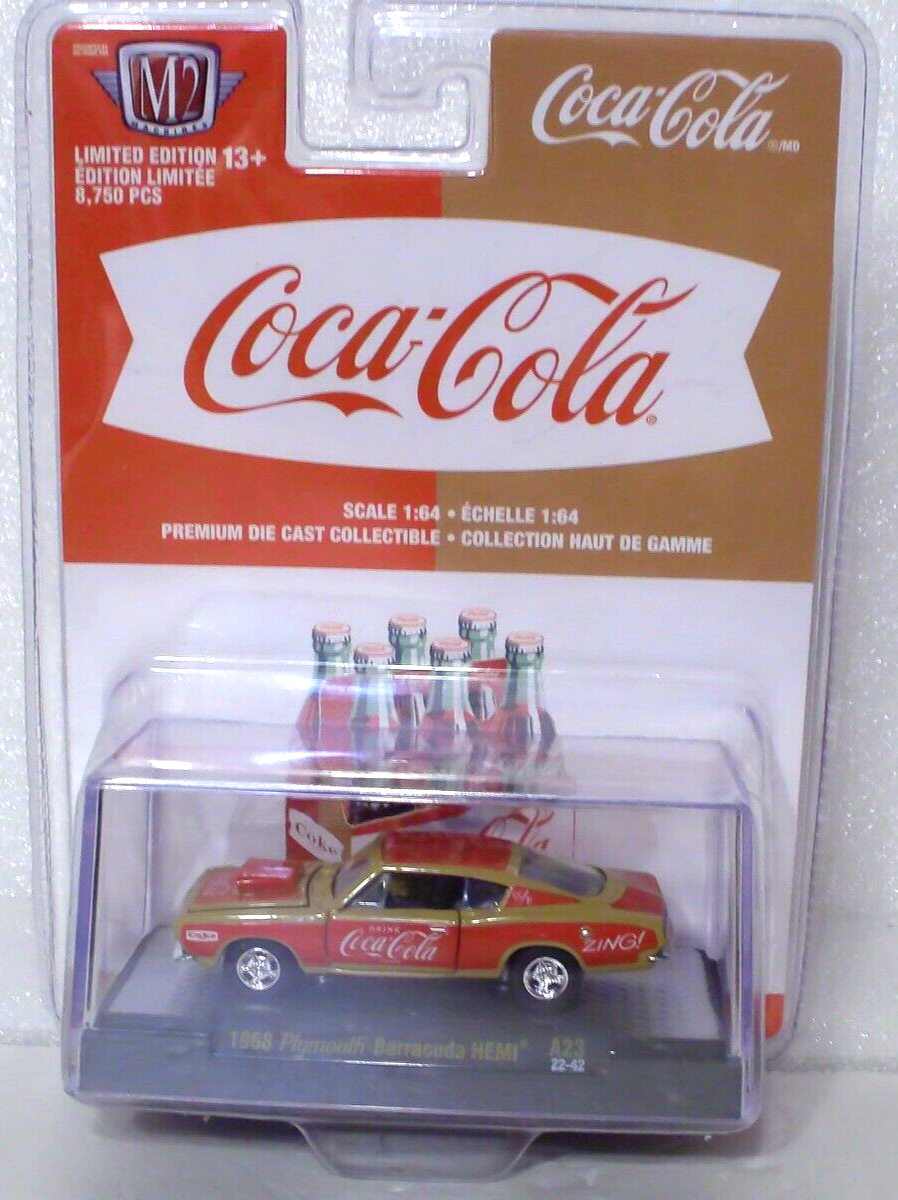 M2
MACHINES
Coca-Cola ®/MD
LIMITED EDITION 13+
ÉDITION LIMITÉE
8,750 PCS
Coca-Cola®
SCALE 1:64 • ÉCHELLE 1:64
PREMIUM DIE CAST COLLECTIBLE • COLLECTION HAUT DE GAMME
Coke
Coke
DRINK
Coca-Cola
ZING!
1968 Plymouth Barracuda HEMI® A23
22-42